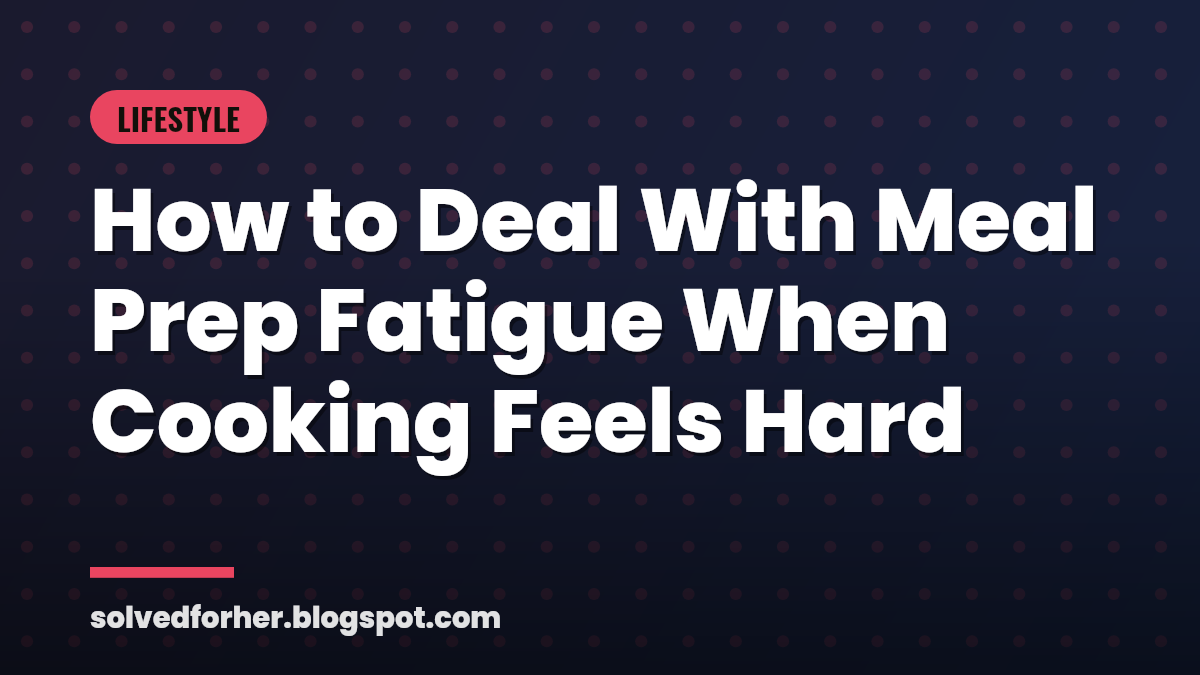 LIFESTYLE
How to Deal With Meal
Prep Fatigue When
Cooking Feels Hard
solvedforher.blogspot.com